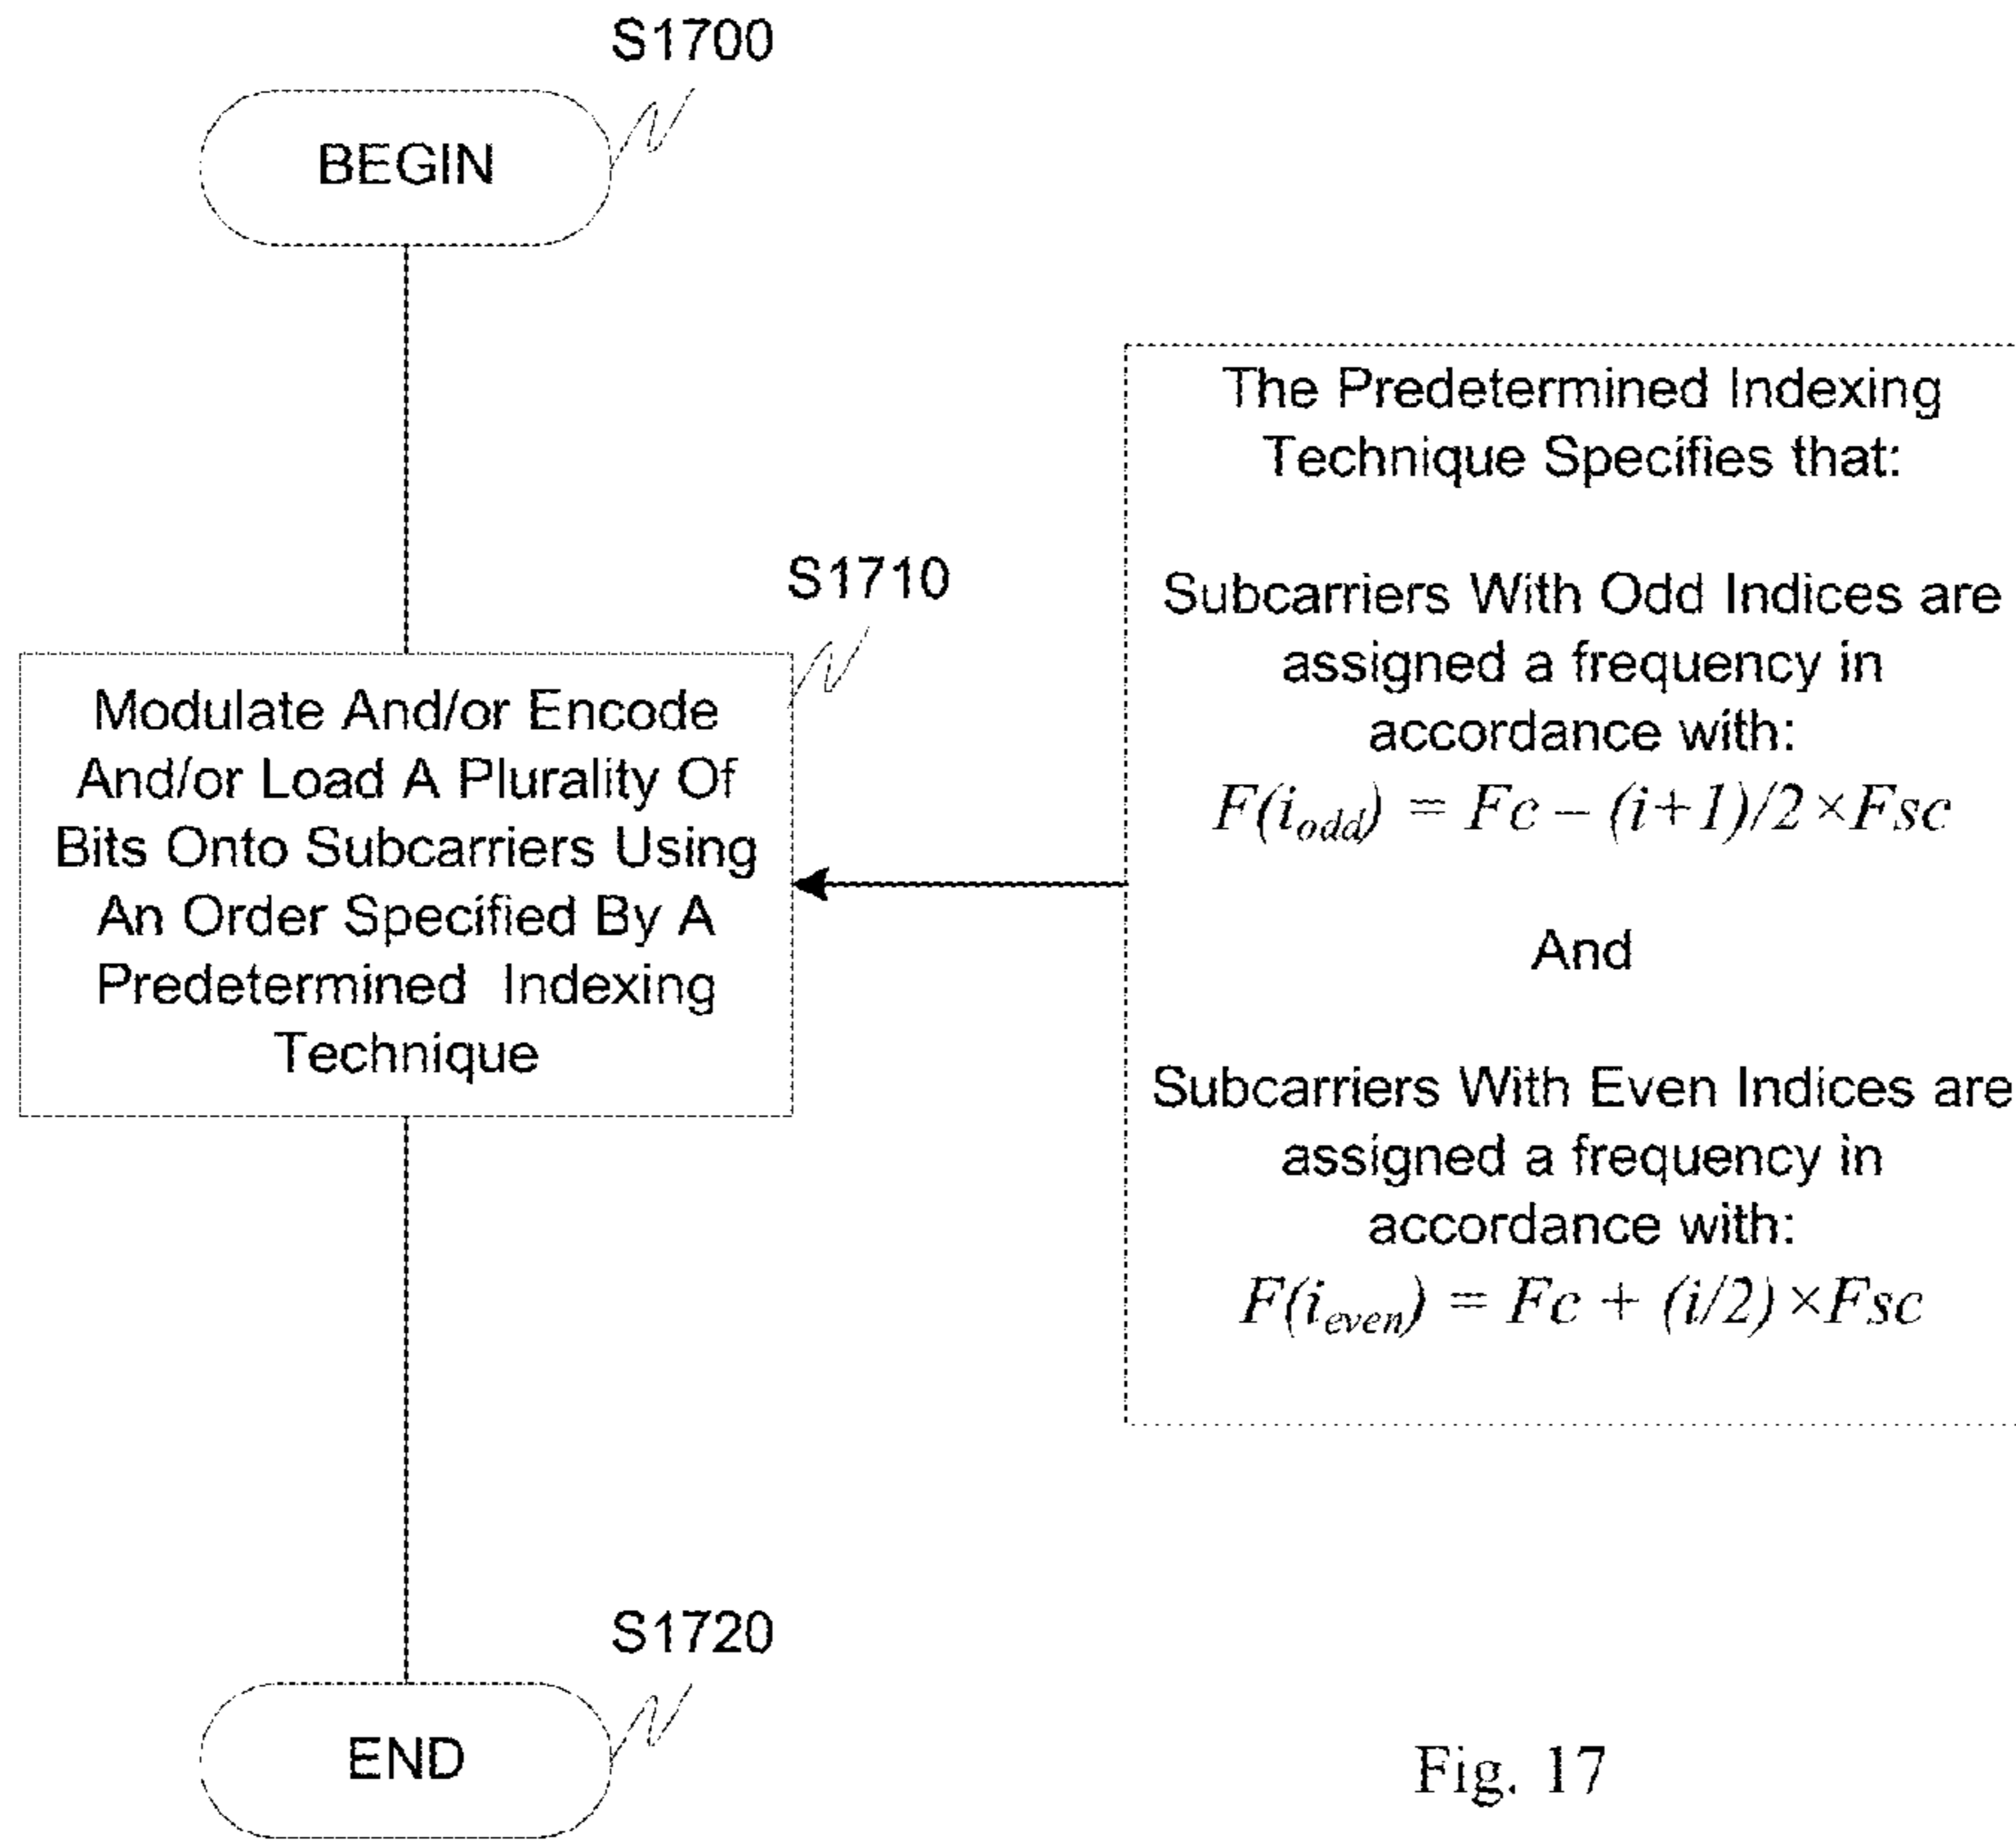 S1700
BEGIN
S1710
Modulate And/or Encode
And/or Load A Plurality Of
Bits Onto Subcarriers Using
An Order Specified By A
Predetermined Indexing
Technique
The Predetermined Indexing
Technique Specifies that:
Subcarriers With Odd Indices are
assigned a frequency in
accordance with:
F(i_odd) = Fc – (i+1)/2×Fsc
And
Subcarriers With Even Indices are
assigned a frequency in
accordance with:
F(i_even) = Fc + (i/2)×Fsc
S1720
END
Fig. 17